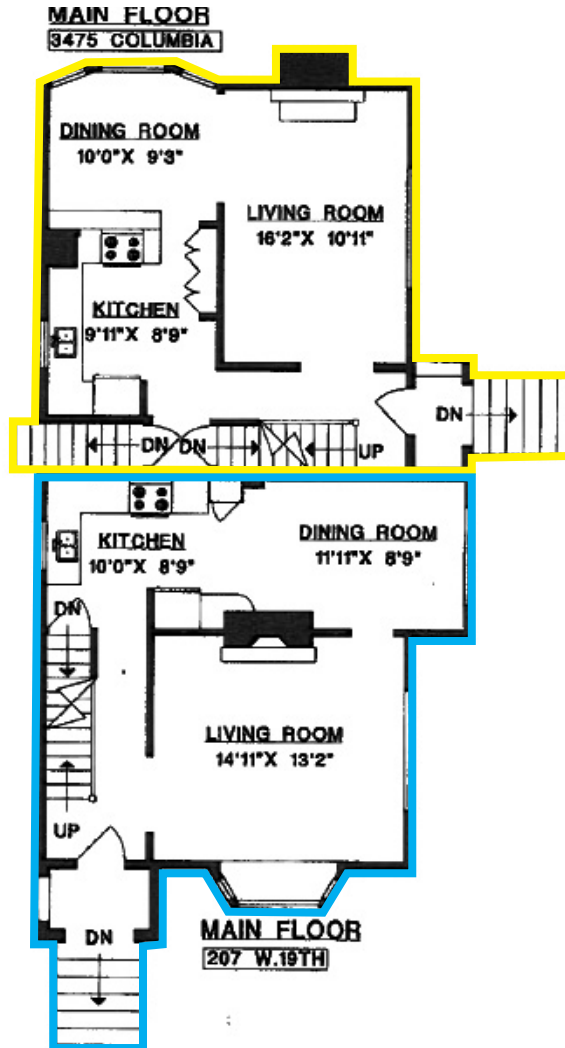 MAIN FLOOR
3475 COLUMBIA
DINING ROOM
10'0"X 9'3"
LIVING ROOM
16'2"X 10'11"
KITCHEN
9'11"X 8'9"
DN
DN
DN
UP
KITCHEN
10'0"X 8'9"
DINING ROOM
11'11"X 8'9"
DN
LIVING ROOM
14'11"X 13'2"
UP
MAIN FLOOR
207 W.19TH
DN